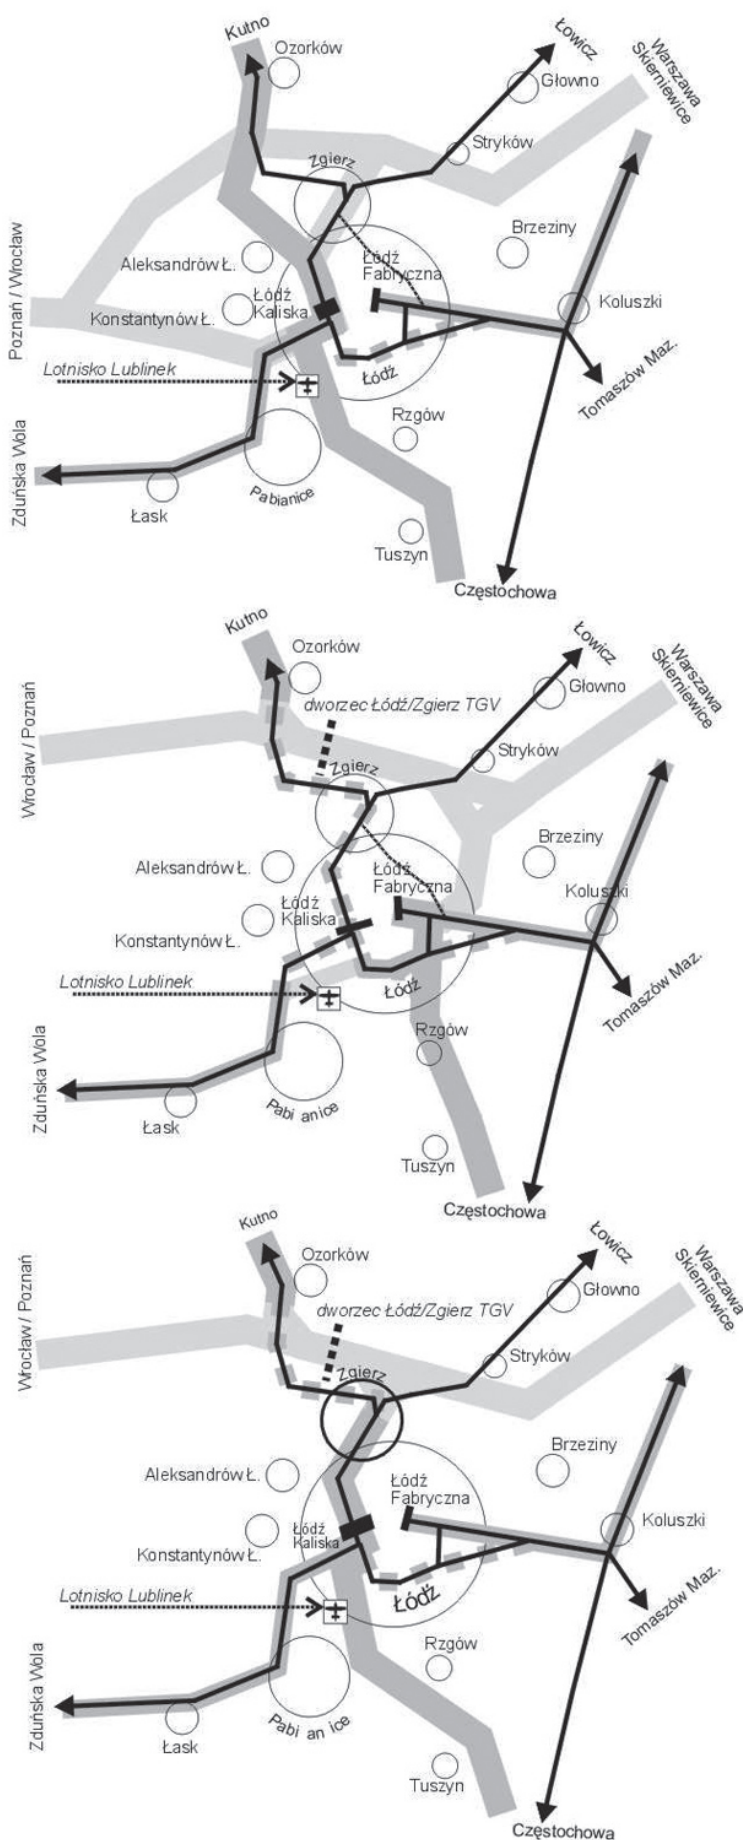 Kutno
Ozorków
Łowicz
Głowno
Warszawa
Skierniewice
Stryków
Zgierz
Brzeziny
Poznań / Wrocław
Aleksandrów Ł.
Łódź
Fabryczna
Łódź
Kaliska
Koluszki
Konstantynów Ł.
Lotnisko Lublinek
Łódź
Tomaszów Maz.
Rzgów
Zduńska Wola
Pabianice
Łask
Tuszyn
Częstochowa
Kutno
Ozorków
Łowicz
Głowno
Warszawa
Skierniewice
dworzec Łódź/Zgierz TGV
Wrocław / Poznań
Stryków
Zgierz
Brzeziny
Aleksandrów Ł.
Łódź
Fabryczna
Koluszki
Łódź
Kaliska
Konstantynów Ł.
Lotnisko Lublinek
Łódź
Tomaszów Maz.
Rzgów
Zduńska Wola
Pabi anice
Łask
Tuszyn
Częstochowa
Kutno
Ozorków
Łowicz
Głowno
Warszawa
Skierniewice
dworzec Łódź/Zgierz TGV
Wrocław / Poznań
Stryków
Zgierz
Brzeziny
Aleksandrów Ł.
Łódź
Fabryczna
Koluszki
Łódź
Kaliska
Konstantynów Ł.
Lotnisko Lublinek
Łódź
Tomaszów Maz.
Rzgów
Zduńska Wola
Pabi an ice
Łask
Tuszyn
Częstochowa